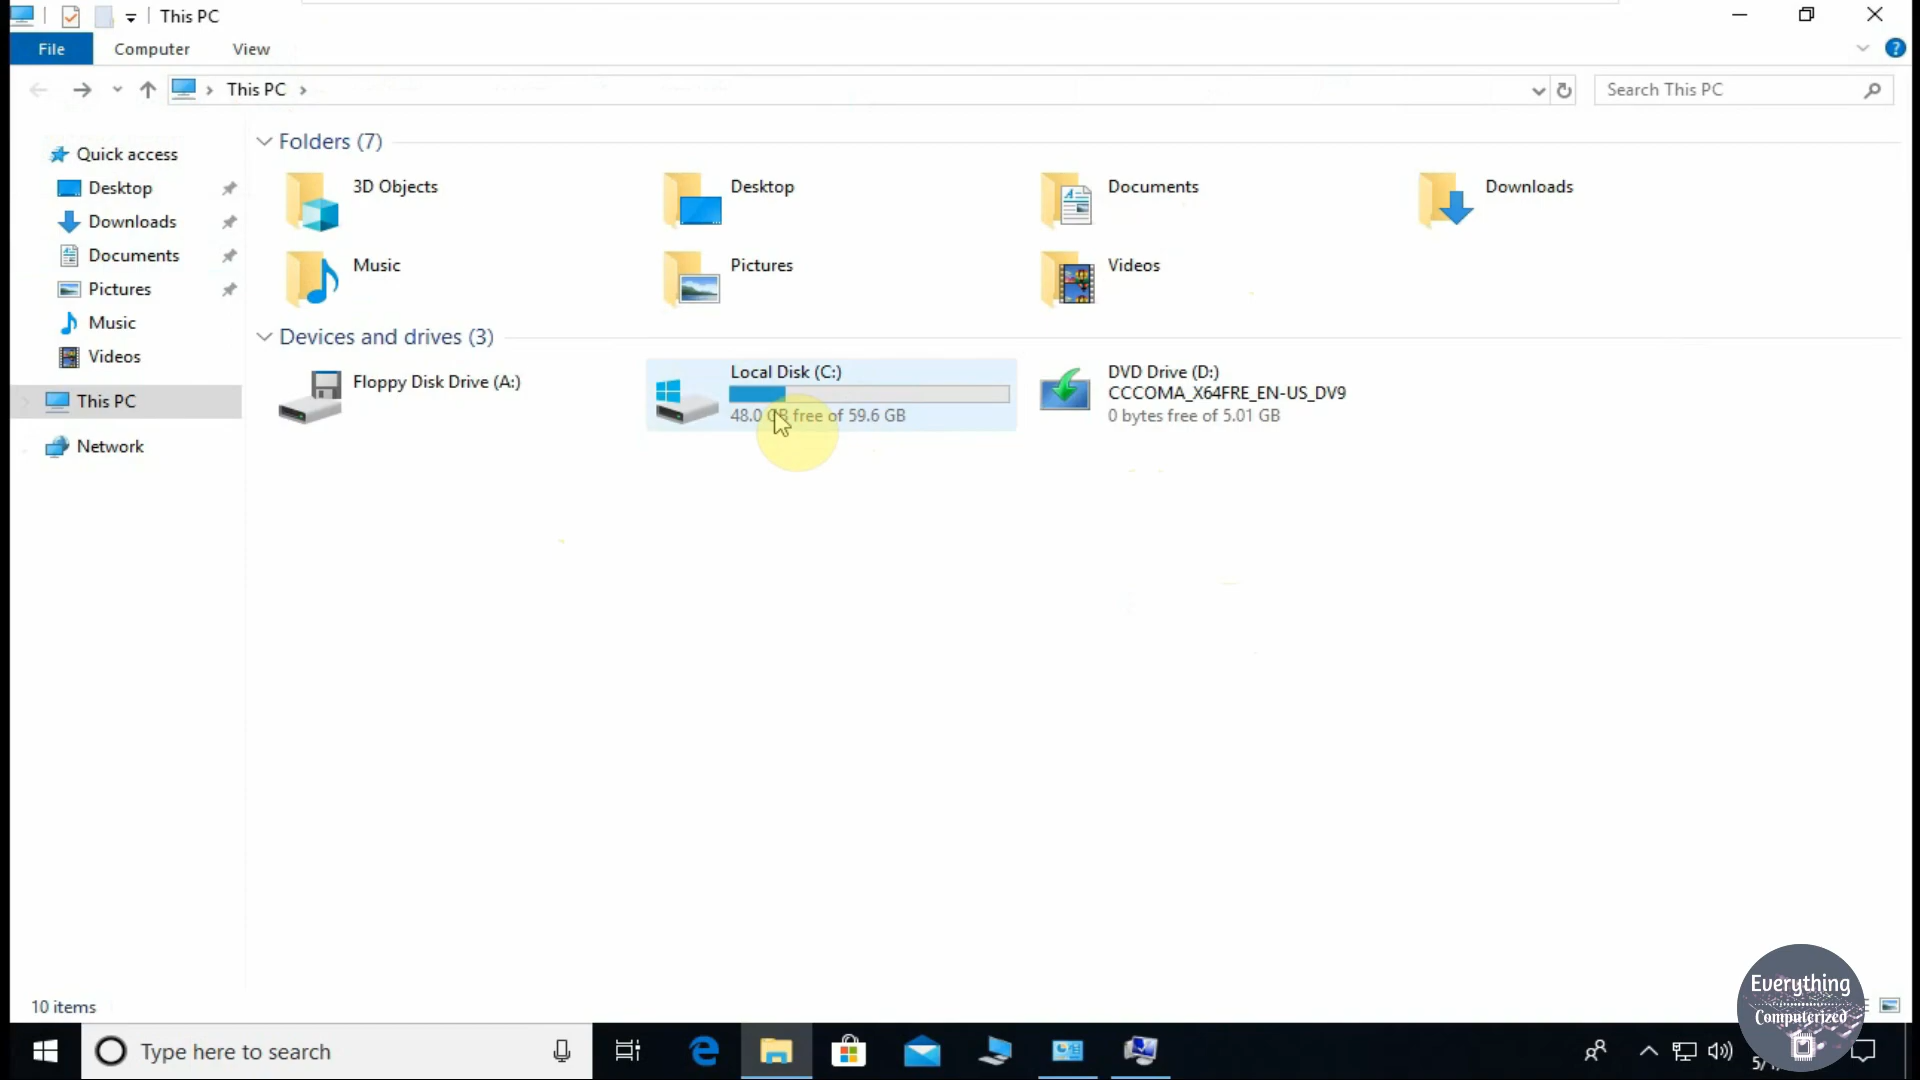 This PC
File Computer View
This PC
Search This PC
Quick access
Desktop
Downloads
Documents
Pictures
Music
Videos
This PC
Network
Folders (7)
3D Objects
Desktop
Documents
Downloads
Music
Pictures
Videos
Devices and drives (3)
Floppy Disk Drive (A:)
Local Disk (C:)
48.0 GB free of 59.6 GB
DVD Drive (D:)
CCCOMA_X64FRE_EN-US_DV9
0 bytes free of 5.01 GB
10 items
Everything
Computerized
Type here to search